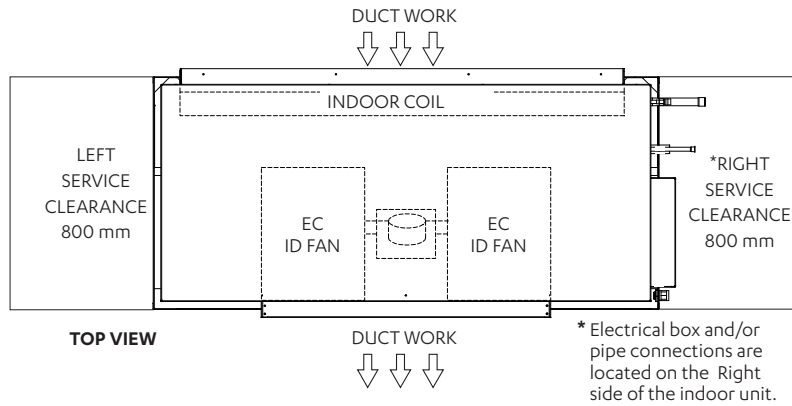 DUCT WORK
INDOOR COIL
LEFT
SERVICE
CLEARANCE
800 mm
EC
ID FAN
EC
ID FAN
*RIGHT
SERVICE
CLEARANCE
800 mm
TOP VIEW
DUCT WORK
* Electrical box and/or
pipe connections are
located on the Right
side of the indoor unit.